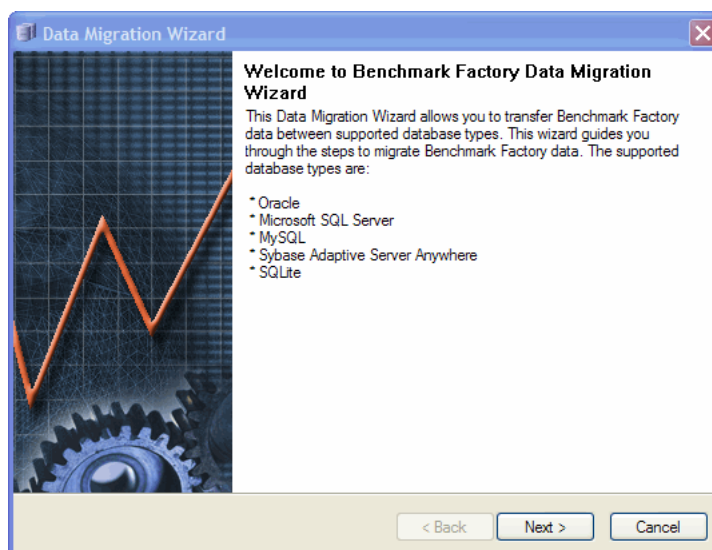 Data Migration Wizard
Welcome to Benchmark Factory Data Migration
Wizard
This Data Migration Wizard allows you to transfer Benchmark Factory
data between supported database types. This wizard guides you
through the steps to migrate Benchmark Factory data. The supported
database types are:
* Oracle
* Microsoft SQL Server
* MySQL
* Sybase Adaptive Server Anywhere
* SQLite
< Back
Next >
Cancel